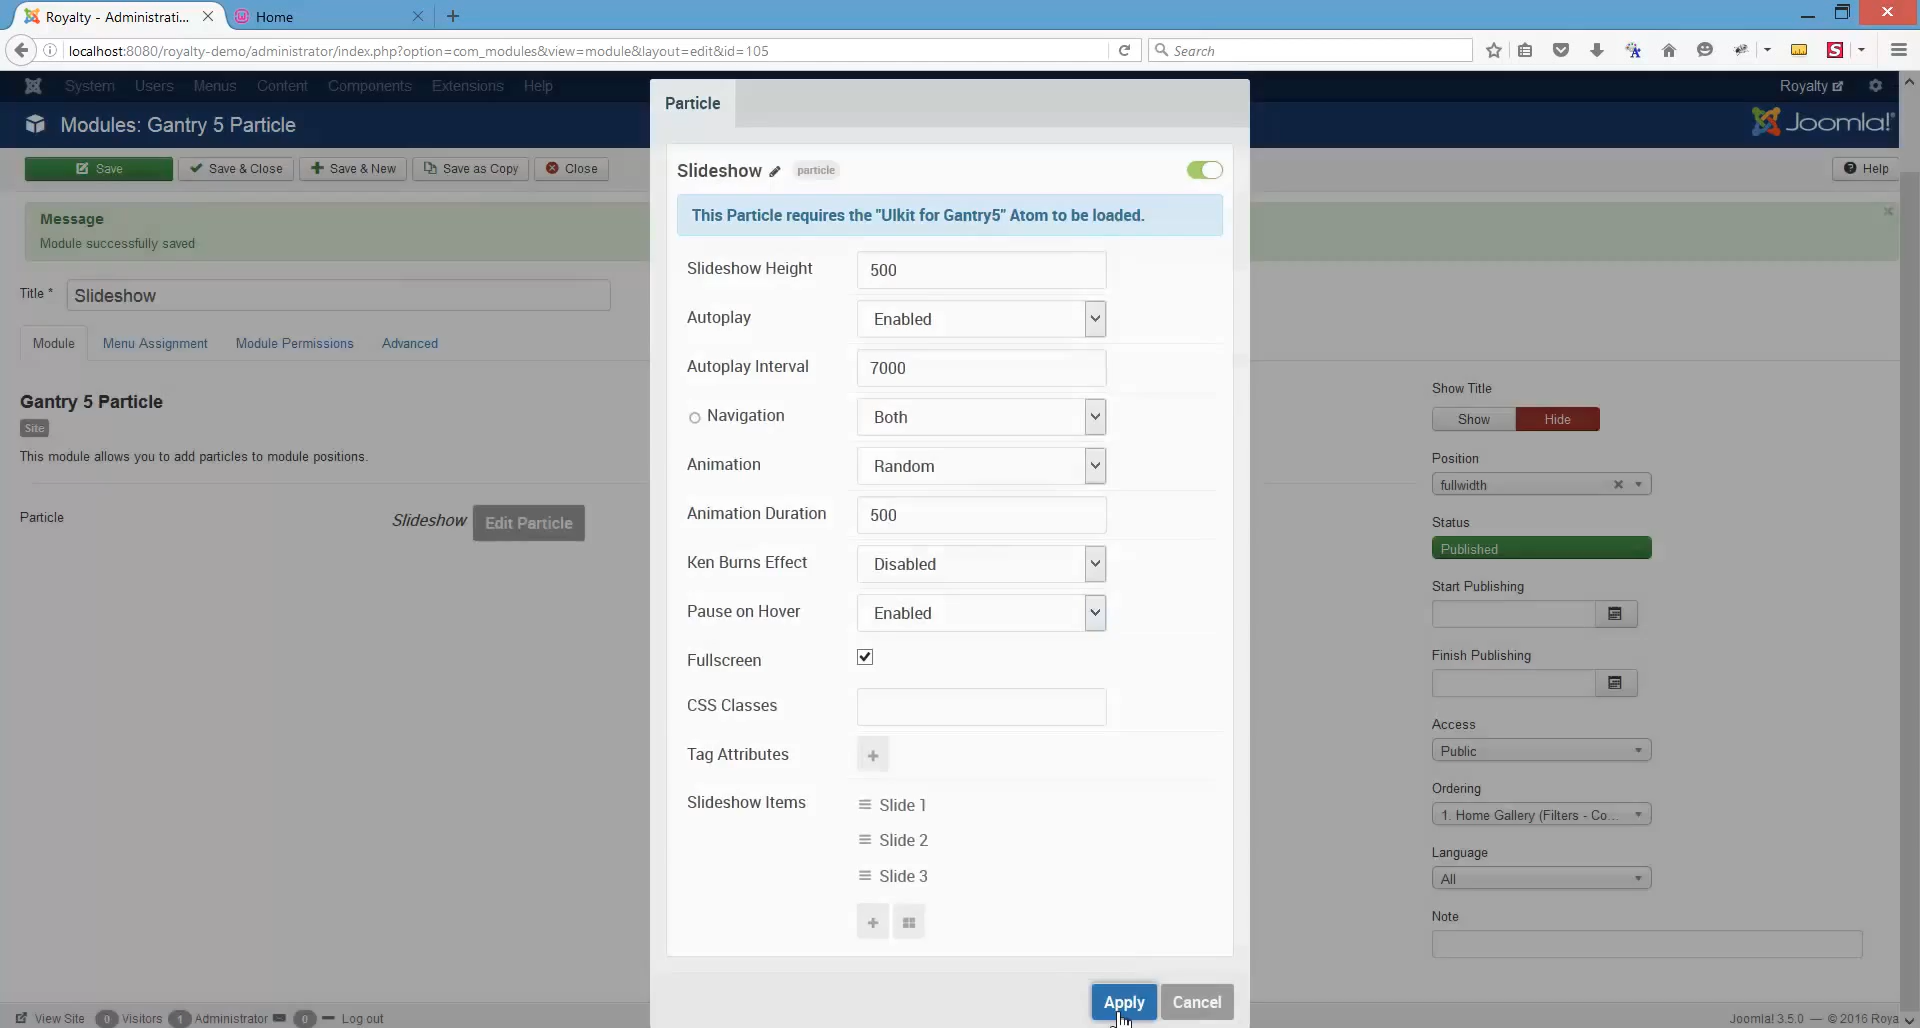 Royalty - Administrati...
Home
localhost:8080/royalty-demo/administrator/index.php?option=com_modules&view=module&layout=edit&id=105
Search
System Users Menus Content Components Extensions Help
Royalty
Modules: Gantry 5 Particle
Joomla!
Save
Save & Close
Save & New
Save as Copy
Close
Help
Message
Module successfully saved
Title * Slideshow
Module Menu Assignment Module Permissions Advanced
Gantry 5 Particle
Site
This module allows you to add particles to module positions.
Particle Slideshow Edit Particle
Particle
Slideshow particle
This Particle requires the "UIkit for Gantry5" Atom to be loaded.
Slideshow Height 500
Autoplay Enabled
Autoplay Interval 7000
Navigation Both
Animation Random
Animation Duration 500
Ken Burns Effect Disabled
Pause on Hover Enabled
Fullscreen
CSS Classes
Tag Attributes
Slideshow Items Slide 1
Slide 2
Slide 3
Apply Cancel
Show Title
Show Hide
Position
fullwidth
Status
Published
Start Publishing
Finish Publishing
Access
Public
Ordering
1. Home Gallery (Filters - Co...
Language
All
Note
View Site 0 Visitors 1 Administrator 0 Log out
Joomla! 3.5.0 — © 2016 Roya